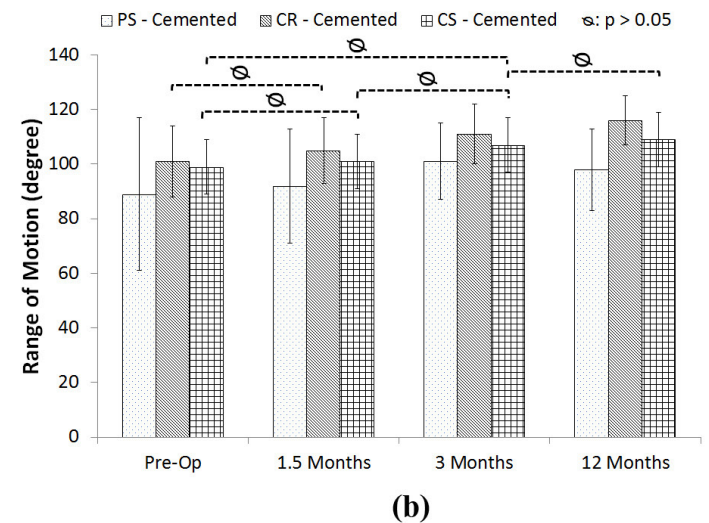 PS - Cemented CR - Cemented CS - Cemented ᴓ: p > 0.05
Range of Motion (degree)
140
120
100
80
60
40
20
0
ᴓ
ᴓ
ᴓ
ᴓ
ᴓ
Pre-Op 1.5 Months 3 Months 12 Months
(b)